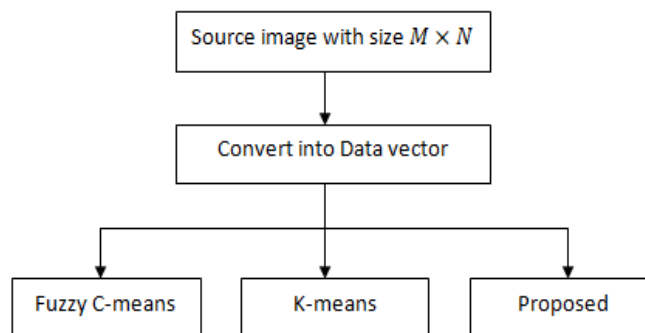 Source image with size M × N
Convert into Data vector
Fuzzy C-means
K-means
Proposed